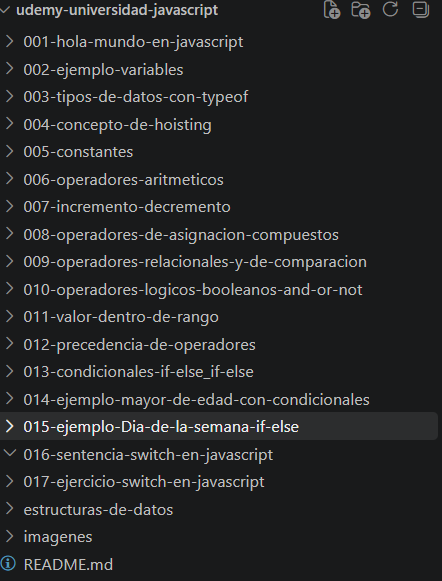 udemy-universidad-javascript
001-hola-mundo-en-javascript
002-ejemplo-variables
003-tipos-de-datos-con-typeof
004-concepto-de-hoisting
005-constantes
006-operadores-aritmeticos
007-incremento-decremento
008-operadores-de-asignacion-compuestos
009-operadores-relacionales-y-de-comparacion
010-operadores-logicos-booleanos-and-or-not
011-valor-dentro-de-rango
012-precedencia-de-operadores
013-condicionales-if-else_if-else
014-ejemplo-mayor-de-edad-con-condicionales
015-ejemplo-Dia-de-la-semana-if-else
016-sentencia-switch-en-javascript
017-ejercicio-switch-en-javascript
estructuras-de-datos
imagenes
README.md